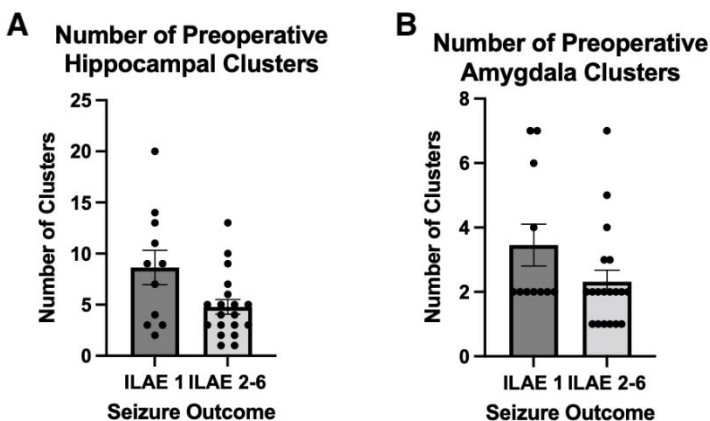 A
Number of Preoperative
Hippocampal Clusters
Number of Clusters
25
20
15
10
5
0
ILAE 1 ILAE 2-6
Seizure Outcome
B
Number of Preoperative
Amygdala Clusters
Number of Clusters
8
6
4
2
0
ILAE 1 ILAE 2-6
Seizure Outcome